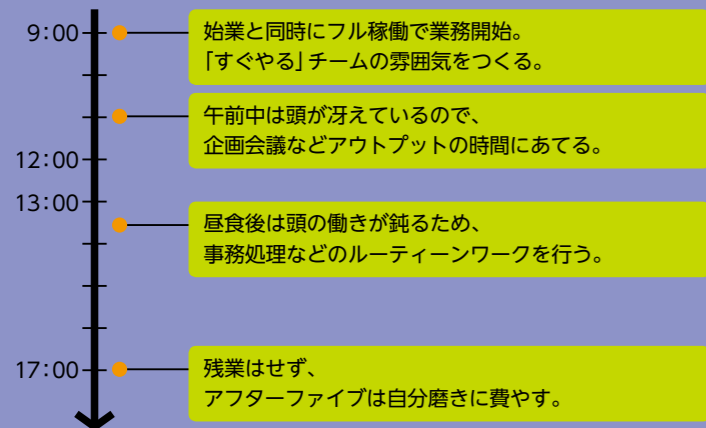 9:00
始業と同時にフル稼働で業務開始。
「すぐやる」チームの雰囲気をつくる。
午前中は頭が冴えているので、
企画会議などアウトプットの時間にあてる。
12:00
13:00
昼食後は頭の働きが鈍るため、
事務処理などのルーティーンワークを行う。
17:00
残業はせず、
アフターファイブは自分磨きに費やす。